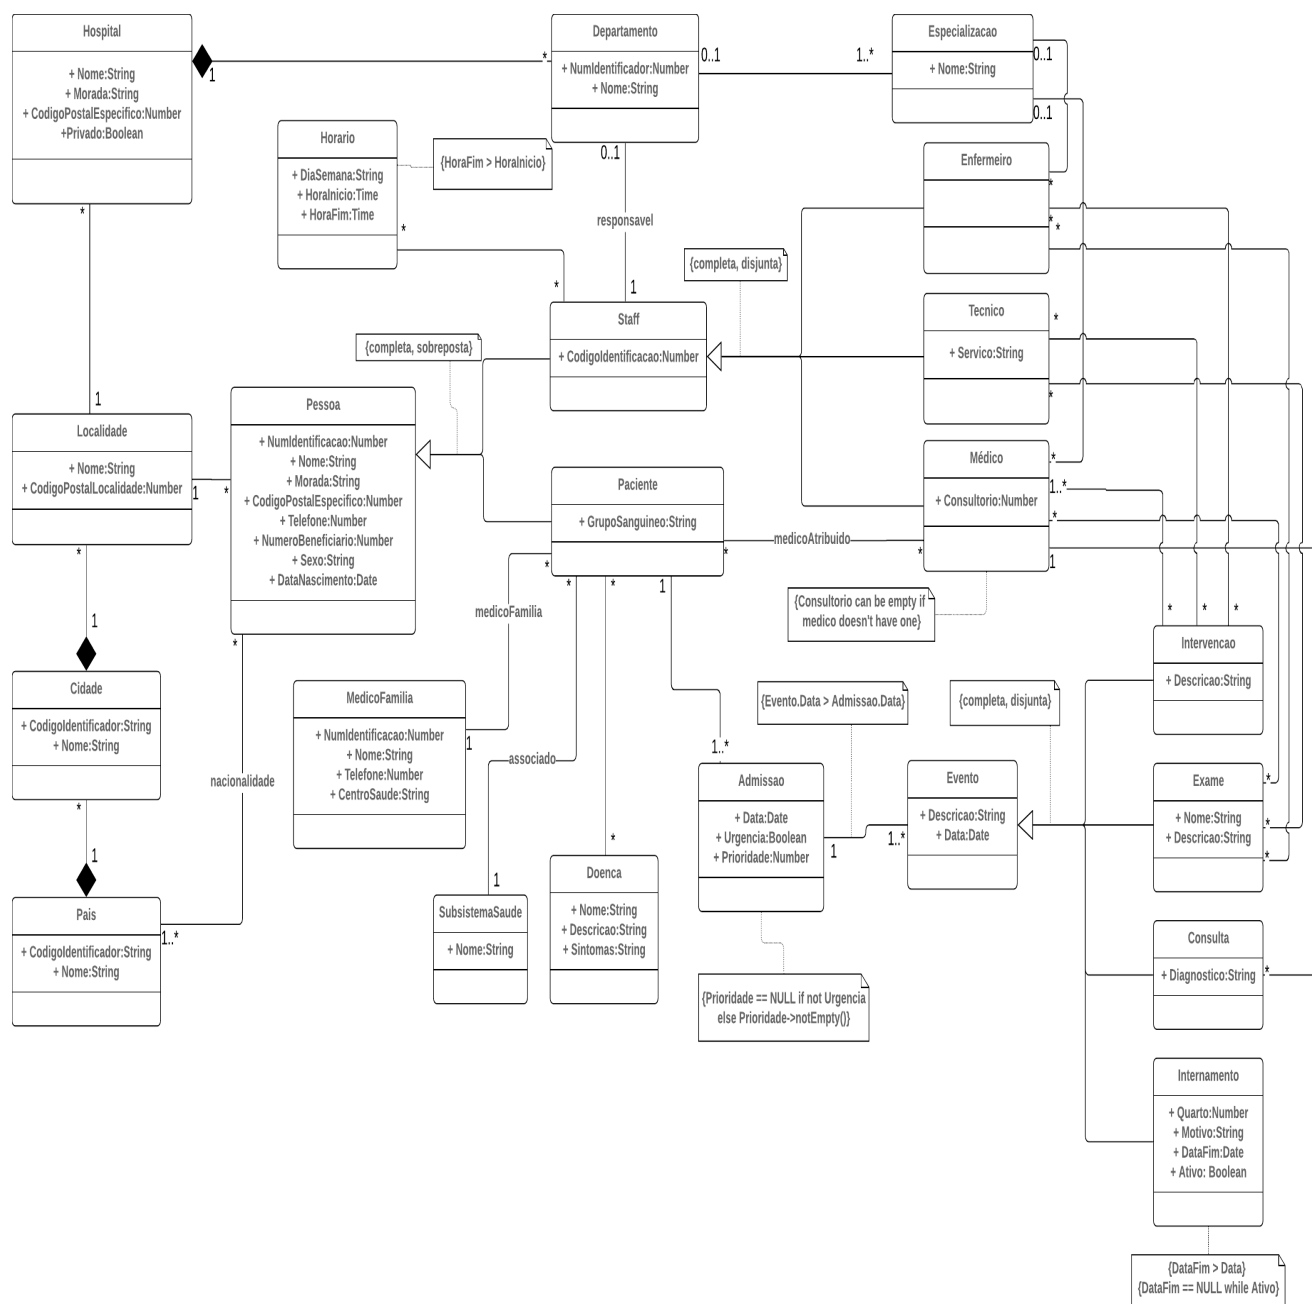 Hospital
+ Nome:String
+ Morada:String
+ CodigoPostalEspecifico:Number
+Privado:Boolean
1
*
Departamento
+ NumIdentificador:Number
+ Nome:String
0..1
1..*
Especializacao
+ Nome:String
0..1
0..1
Horario
+ DiaSemana:String
+ HoraInicio:Time
+ HoraFim:Time
{HoraFim > HoraInicio}
0..1
responsavel
1
*
*
*
Enfermeiro
*
*
*
{completa, disjunta}
Staff
+ CodigoIdentificacao:Number
Tecnico
+ Servico:String
*
*
{completa, sobreposta}
1
Localidade
+ Nome:String
+ CodigoPostalLocalidade:Number
1
*
*
Pessoa
+ NumIdentificacao:Number
+ Nome:String
+ Morada:String
+ CodigoPostalEspecifico:Number
+ Telefone:Number
+ NumeroBeneficiario:Number
+ Sexo:String
+ DataNascimento:Date
*
Paciente
+ GrupoSanguineo:String
*
medicoAtribuido
*
Médico
+ Consultorio:Number
*
1..*
*
1
{Consultorio can be empty if
medico doesn't have one}
*
medicoFamilia
*
*
1
1
Cidade
+ CodigoIdentificador:String
+ Nome:String
*
nacionalidade
MedicoFamilia
+ NumIdentificacao:Number
+ Nome:String
+ Telefone:Number
+ CentroSaude:String
1
associado
1
*
{Evento.Data > Admissao.Data}
{completa, disjunta}
*
*
*
Intervencao
+ Descricao:String
1..*
Admissao
+ Data:Date
+ Urgencia:Boolean
+ Prioridade:Number
1
1..*
Evento
+ Descricao:String
+ Data:Date
Exame
+ Nome:String
+ Descricao:String
*
*
*
1
Pais
+ CodigoIdentificador:String
+ Nome:String
1..*
SubsistemaSaude
+ Nome:String
Doenca
+ Nome:String
+ Descricao:String
+ Sintomas:String
{Prioridade == NULL if not Urgencia
else Prioridade->notEmpty()}
Consulta
+ Diagnostico:String
*
Internamento
+ Quarto:Number
+ Motivo:String
+ DataFim:Date
+ Ativo: Boolean
{DataFim > Data}
{DataFim == NULL while Ativo}